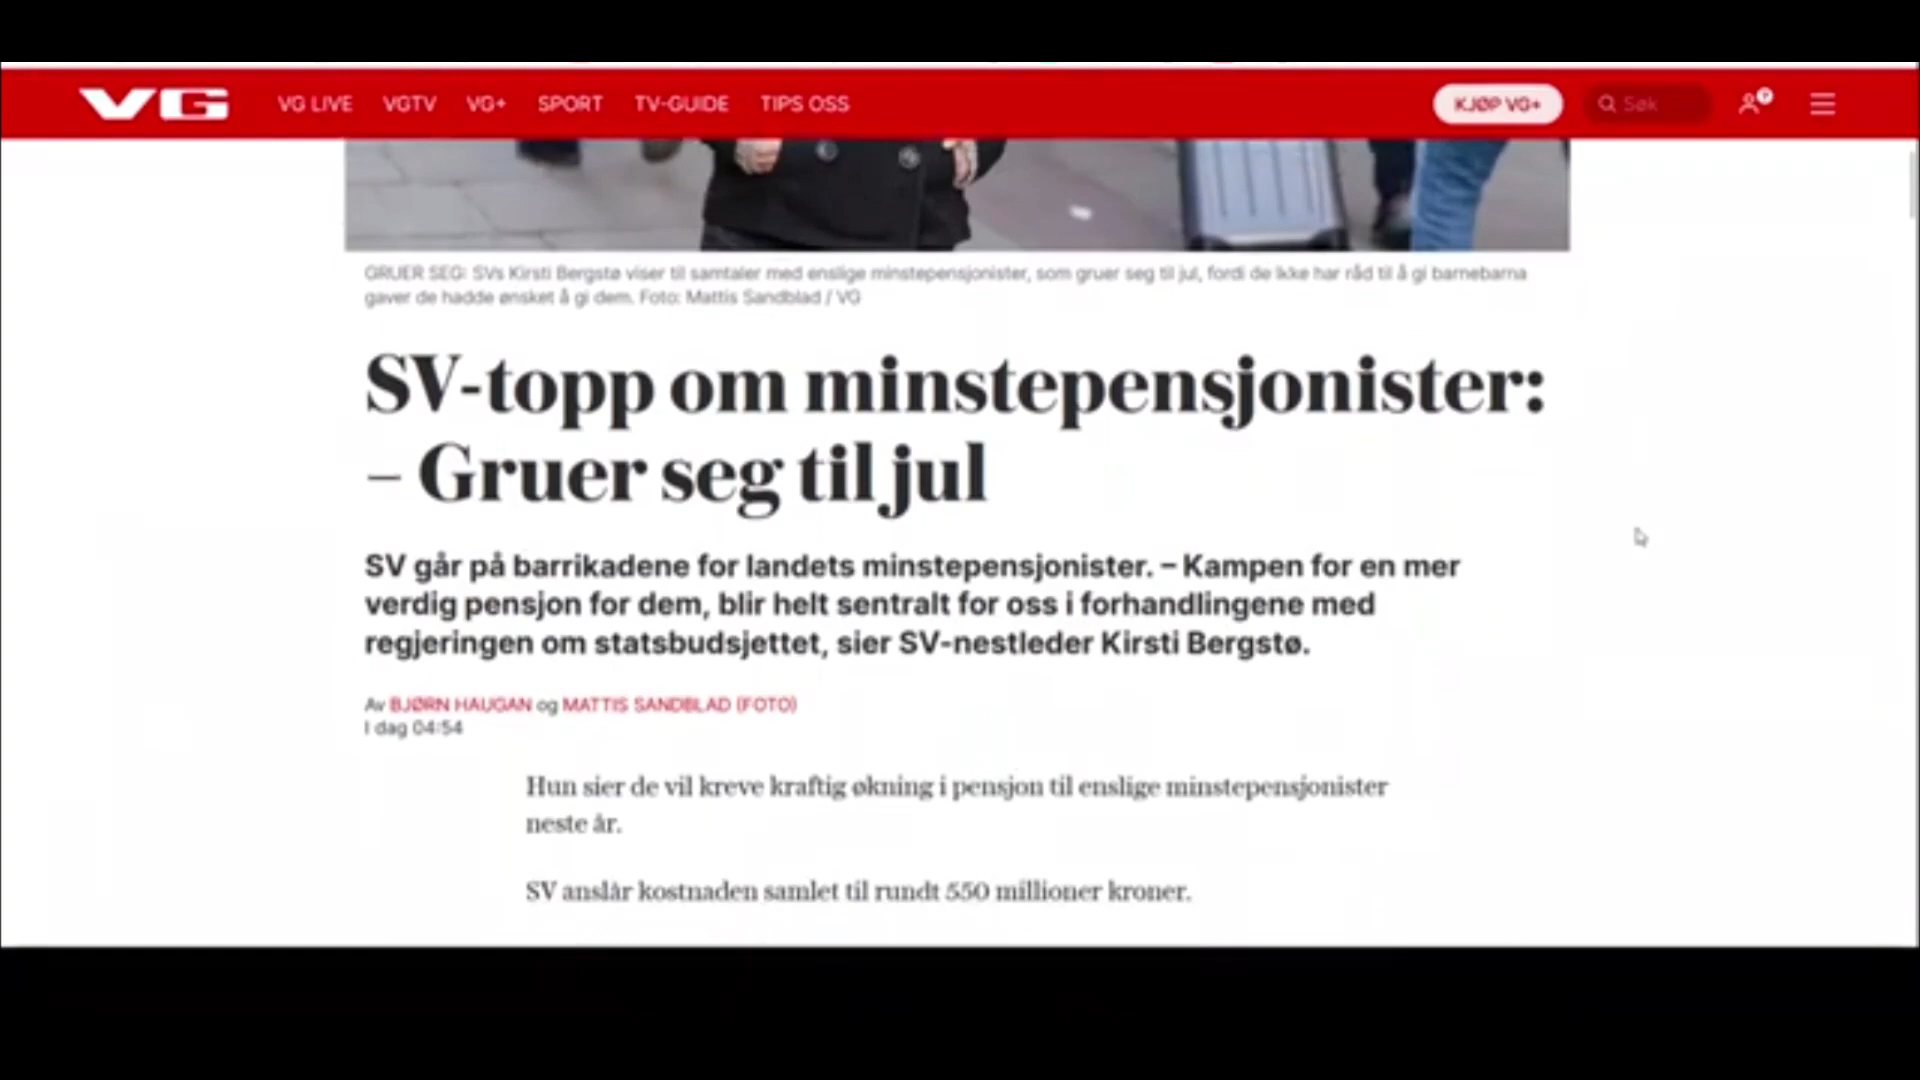 VG VG LIVE VGTV VG+ SPORT TV-GUIDE TIPS OSS KJØP VG+ Søk
GRUER SEG: SVs Kirsti Bergstø viser til samtaler med enslige minstepensjonister, som gruer seg til jul, fordi de ikke har råd til å gi barnebarna
gaver de hadde ønsket å gi dem. Foto: Mattis Sandblad / VG
SV-topp om minstepensjonister:
– Gruer seg til jul
SV går på barrikadene for landets minstepensjonister. – Kampen for en mer
verdig pensjon for dem, blir helt sentralt for oss i forhandlingene med
regjeringen om statsbudsjettet, sier SV-nestleder Kirsti Bergstø.
Av BJØRN HAUGAN og MATTIS SANDBLAD (FOTO)
I dag 04:54
Hun sier de vil kreve kraftig økning i pensjon til enslige minstepensjonister
neste år.
SV anslår kostnaden samlet til rundt 550 millioner kroner.